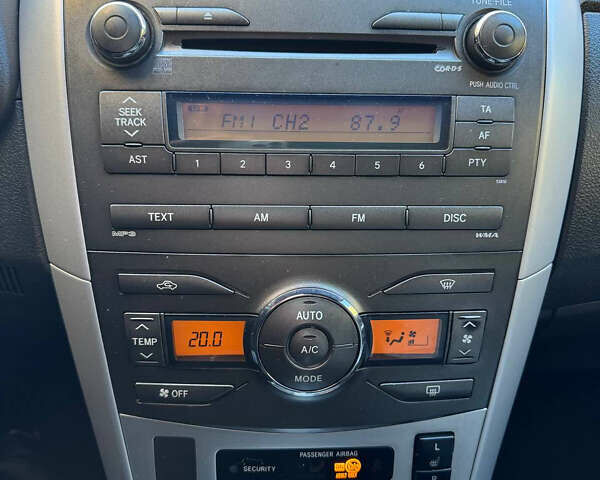 TUNE•FILE
RDS
PUSH AUDIO CTRL
SEEK
TRACK
FM1 CH2 87.9
TA
AF
AST 1 2 3 4 5 6 PTY
TEXT AM FM DISC
MP3 WMA
AUTO
TEMP 20.0 A/C
MODE
OFF
PASSENGER AIRBAG
SECURITY
L
R